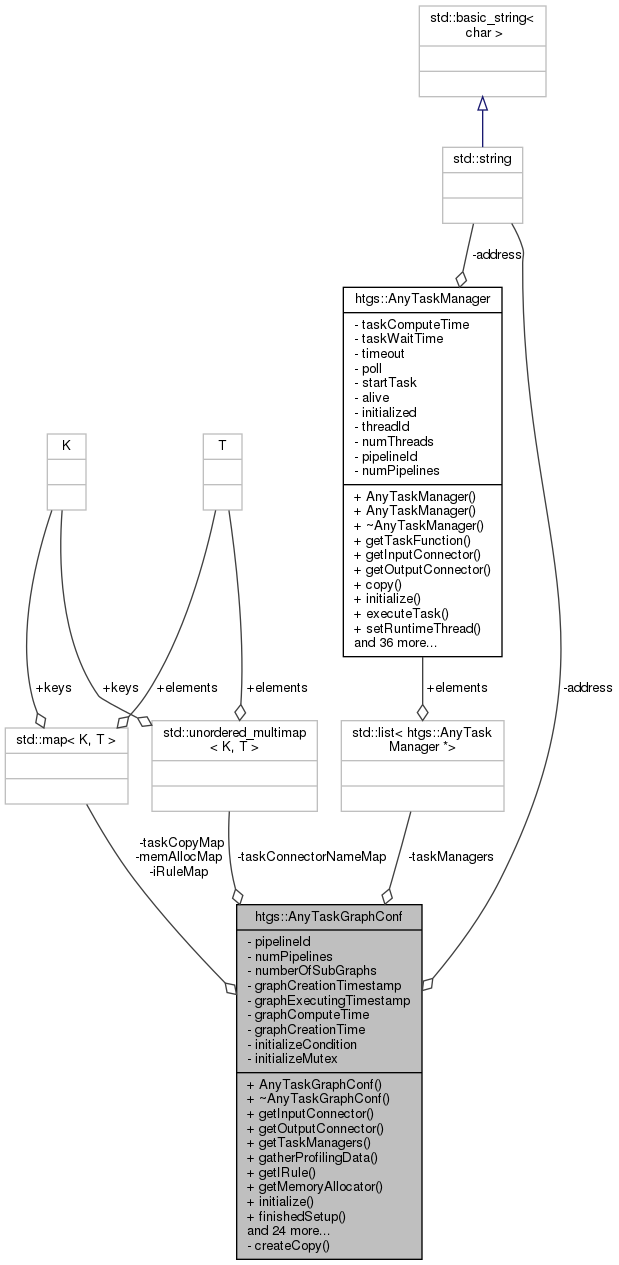 std::basic_string<
char >
std::string
-address
htgs::AnyTaskManager
- taskComputeTime
- taskWaitTime
- timeout
- poll
- startTask
- alive
- initialized
- threadId
- numThreads
- pipelineId
- numPipelines
+ AnyTaskManager()
+ AnyTaskManager()
+ ~AnyTaskManager()
+ getTaskFunction()
+ getInputConnector()
+ getOutputConnector()
+ copy()
+ initialize()
+ executeTask()
+ setRuntimeThread()
and 36 more...
K
T
+keys
+keys
+elements
+elements
+elements
-address
std::map< K, T >
std::unordered_multimap
< K, T >
std::list< htgs::AnyTask
Manager *>
-taskCopyMap
-memAllocMap
-iRuleMap
-taskConnectorNameMap
-taskManagers
htgs::AnyTaskGraphConf
- pipelineId
- numPipelines
- numberOfSubGraphs
- graphCreationTimestamp
- graphExecutingTimestamp
- graphComputeTime
- graphCreationTime
- initializeCondition
- initializeMutex
+ AnyTaskGraphConf()
+ ~AnyTaskGraphConf()
+ getInputConnector()
+ getOutputConnector()
+ getTaskManagers()
+ gatherProfilingData()
+ getIRule()
+ getMemoryAllocator()
+ initialize()
+ finishedSetup()
and 24 more...
- createCopy()